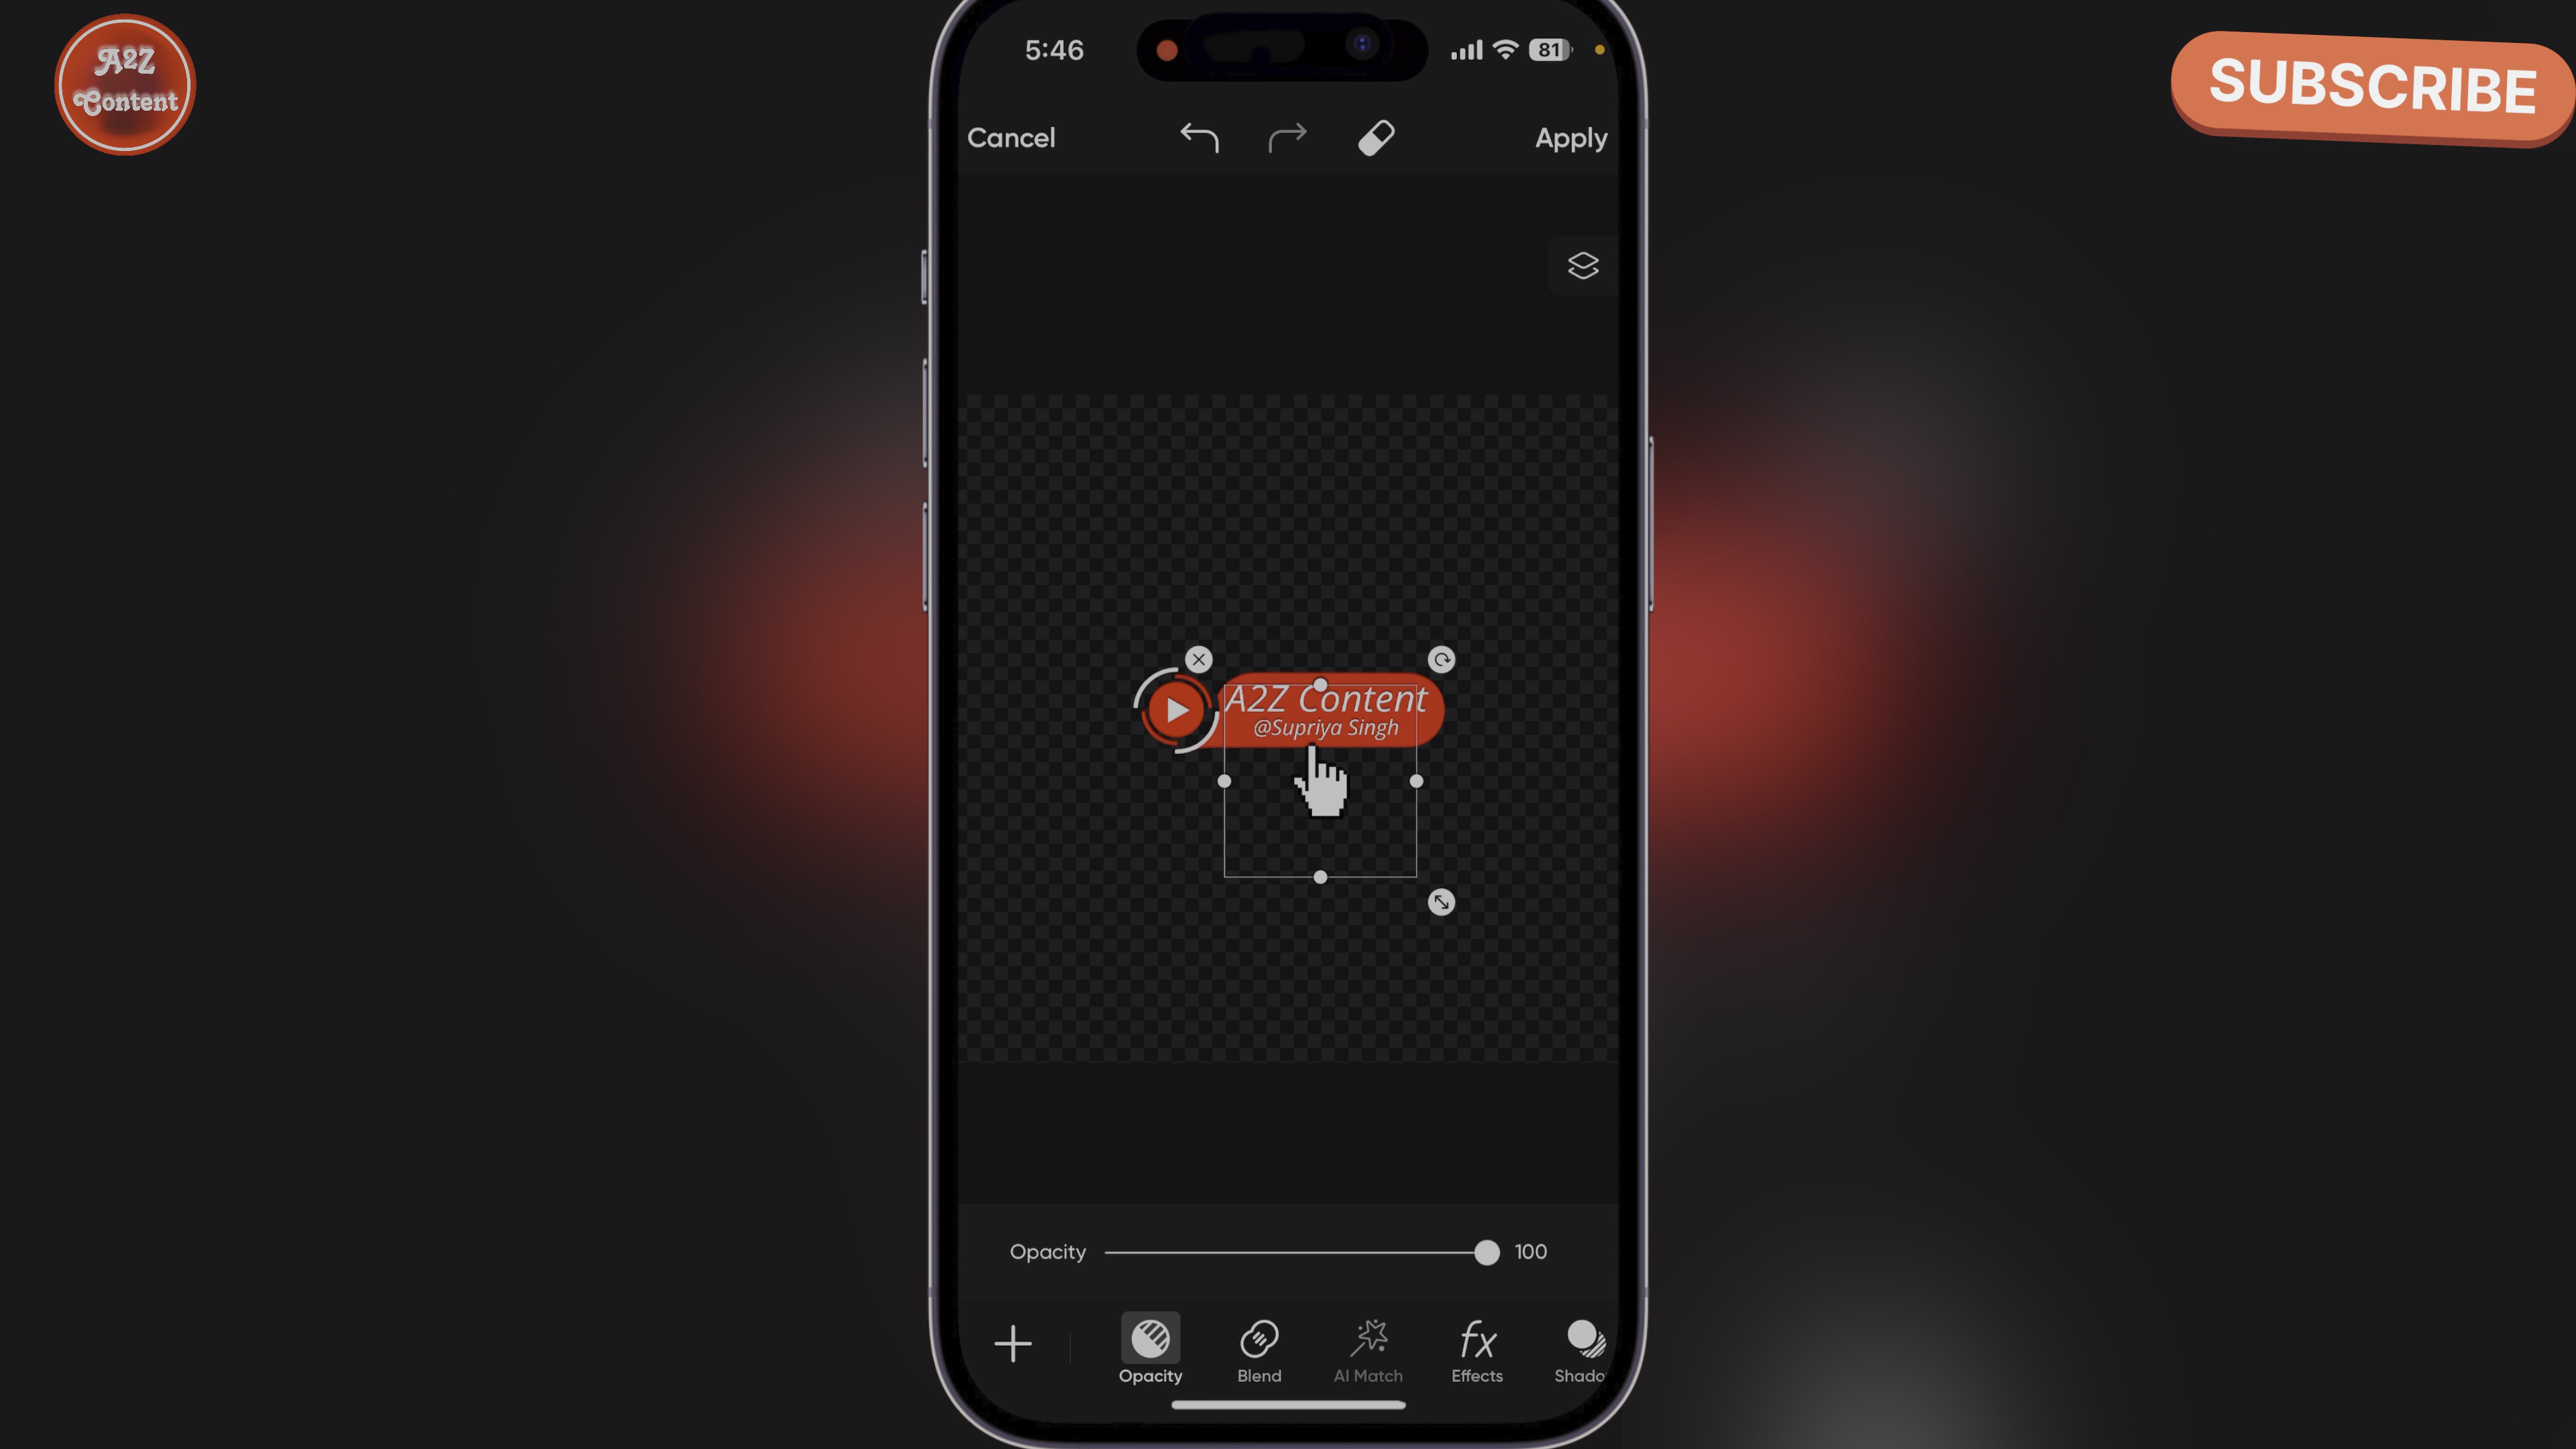 A2Z
Content
SUBSCRIBE
5:46
81
Cancel
Apply
A2Z Content
@Supriya Singh
Opacity
100
Opacity
Blend
AI Match
fx
Effects
Shado